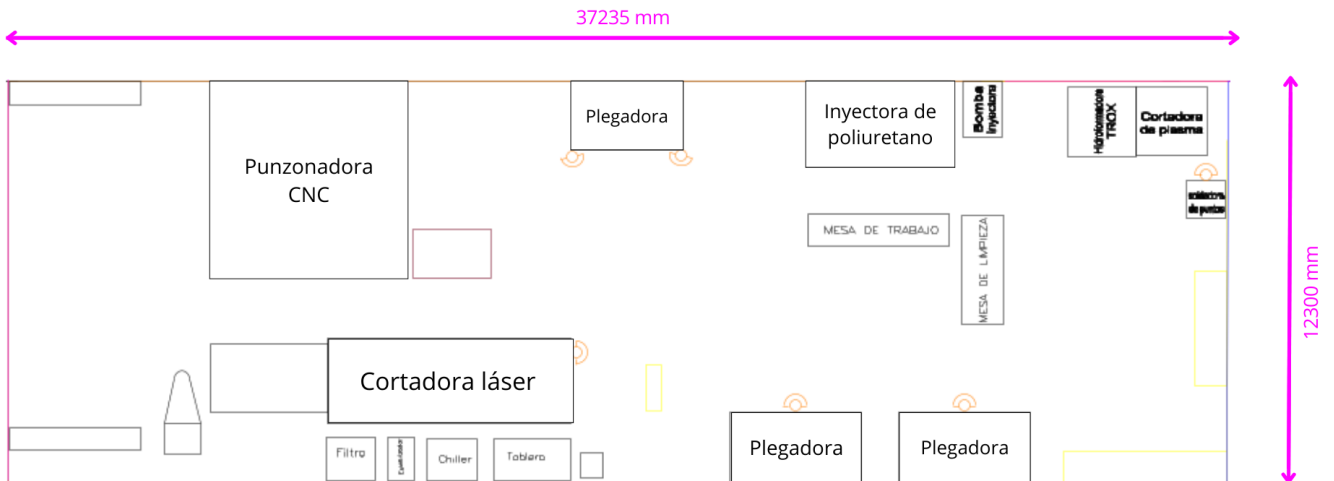 37235 mm
Plegadora
Inyectora de
poliuretano
Bomba
inyectora
Hidroformadora
TROX
Cortadora
de plasma
Punzonadora
CNC
soldadora
de puntos
MESA DE TRABAJO
MESA DE LIMPIEZA
12300 mm
Cortadora láser
Filtro
Chiller
Tablero
Plegadora
Plegadora